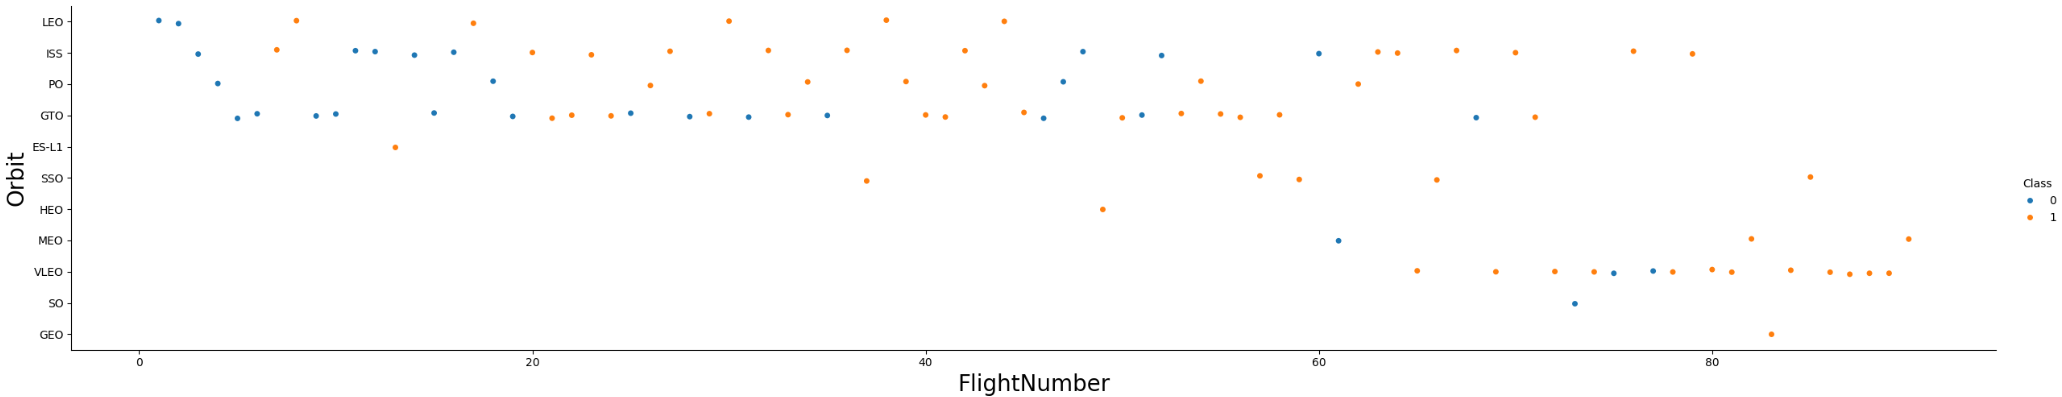 LEO
ISS
PO
GTO
ES-L1
SSO
HEO
MEO
VLEO
SO
GEO
Orbit
0 20 40 60 80
FlightNumber
Class
0
1